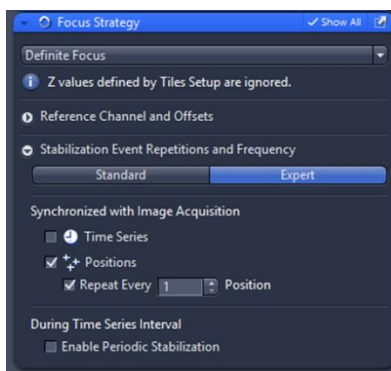 Focus Strategy
Show All
Definite Focus
Z values defined by Tiles Setup are ignored.
Reference Channel and Offsets
Stabilization Event Repetitions and Frequency
Standard Expert
Synchronized with Image Acquisition
Time Series
Positions
Repeat Every 1 Position
During Time Series Interval
Enable Periodic Stabilization